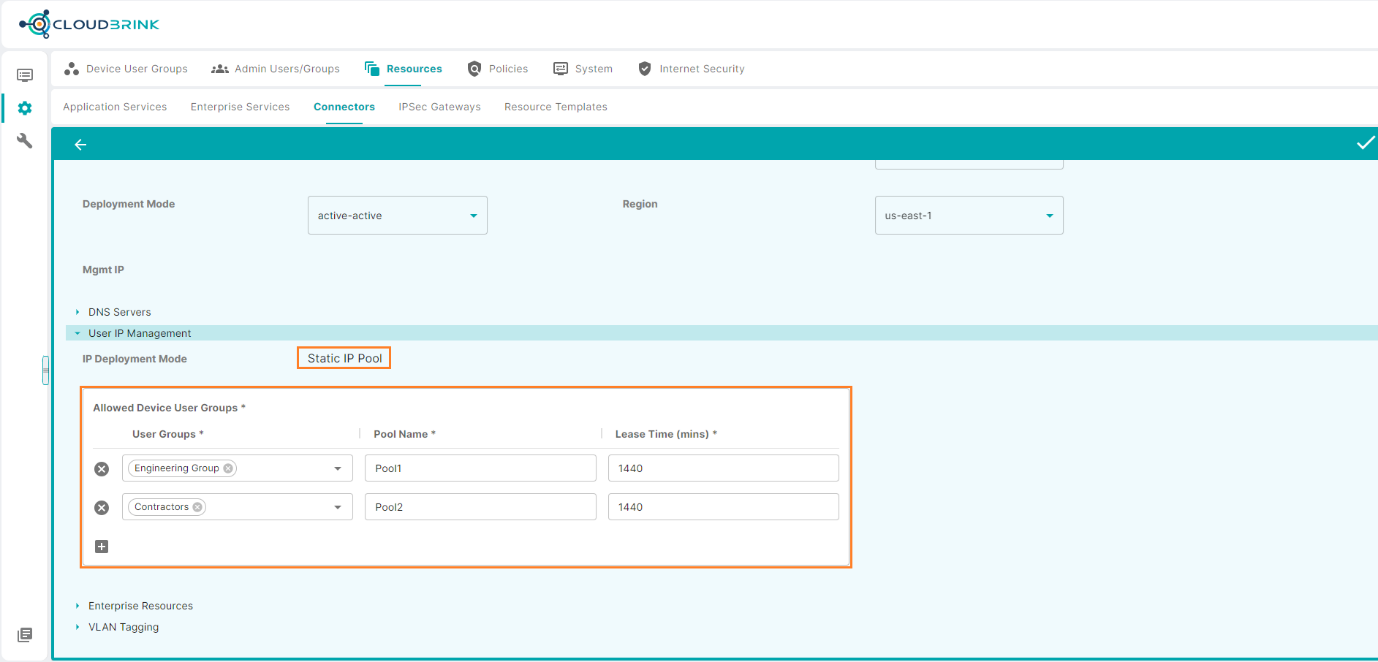 CLOUDBRINK
Device User Groups Admin Users/Groups Resources Policies System Internet Security
Application Services Enterprise Services Connectors IPSec Gateways Resource Templates
Deployment Mode active-active Region us-east-1
Mgmt IP
DNS Servers
User IP Management
IP Deployment Mode Static IP Pool
Allowed Device User Groups *
User Groups * Pool Name * Lease Time (mins) *
Engineering Group Pool1 1440
Contractors Pool2 1440
Enterprise Resources
VLAN Tagging